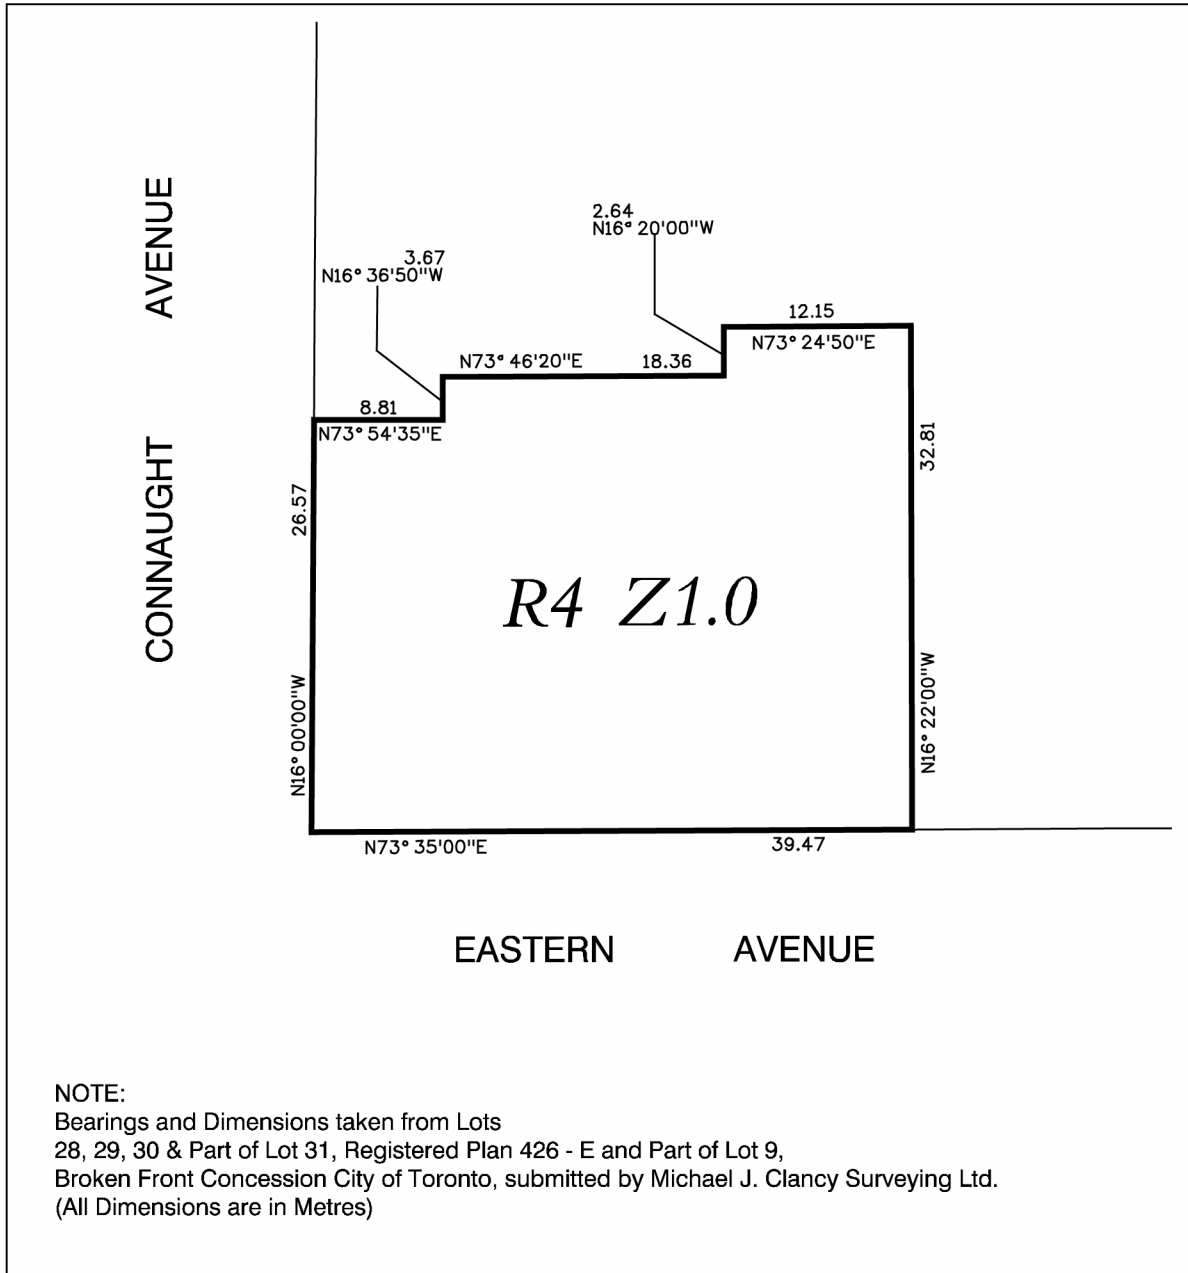 2.64
N16° 20'00"W
3.67
N16° 36'50"W
12.15
N73° 24'50"E
N73° 46'20"E 18.36
8.81
N73° 54'35"E
CONNAUGHT AVENUE
26.57
N16° 00'00"W
32.81
N16° 22'00"W
R4 Z1.0
N73° 35'00"E 39.47
EASTERN AVENUE
NOTE:
Bearings and Dimensions taken from Lots
28, 29, 30 & Part of Lot 31, Registered Plan 426 - E and Part of Lot 9,
Broken Front Concession City of Toronto, submitted by Michael J. Clancy Surveying Ltd.
(All Dimensions are in Metres)